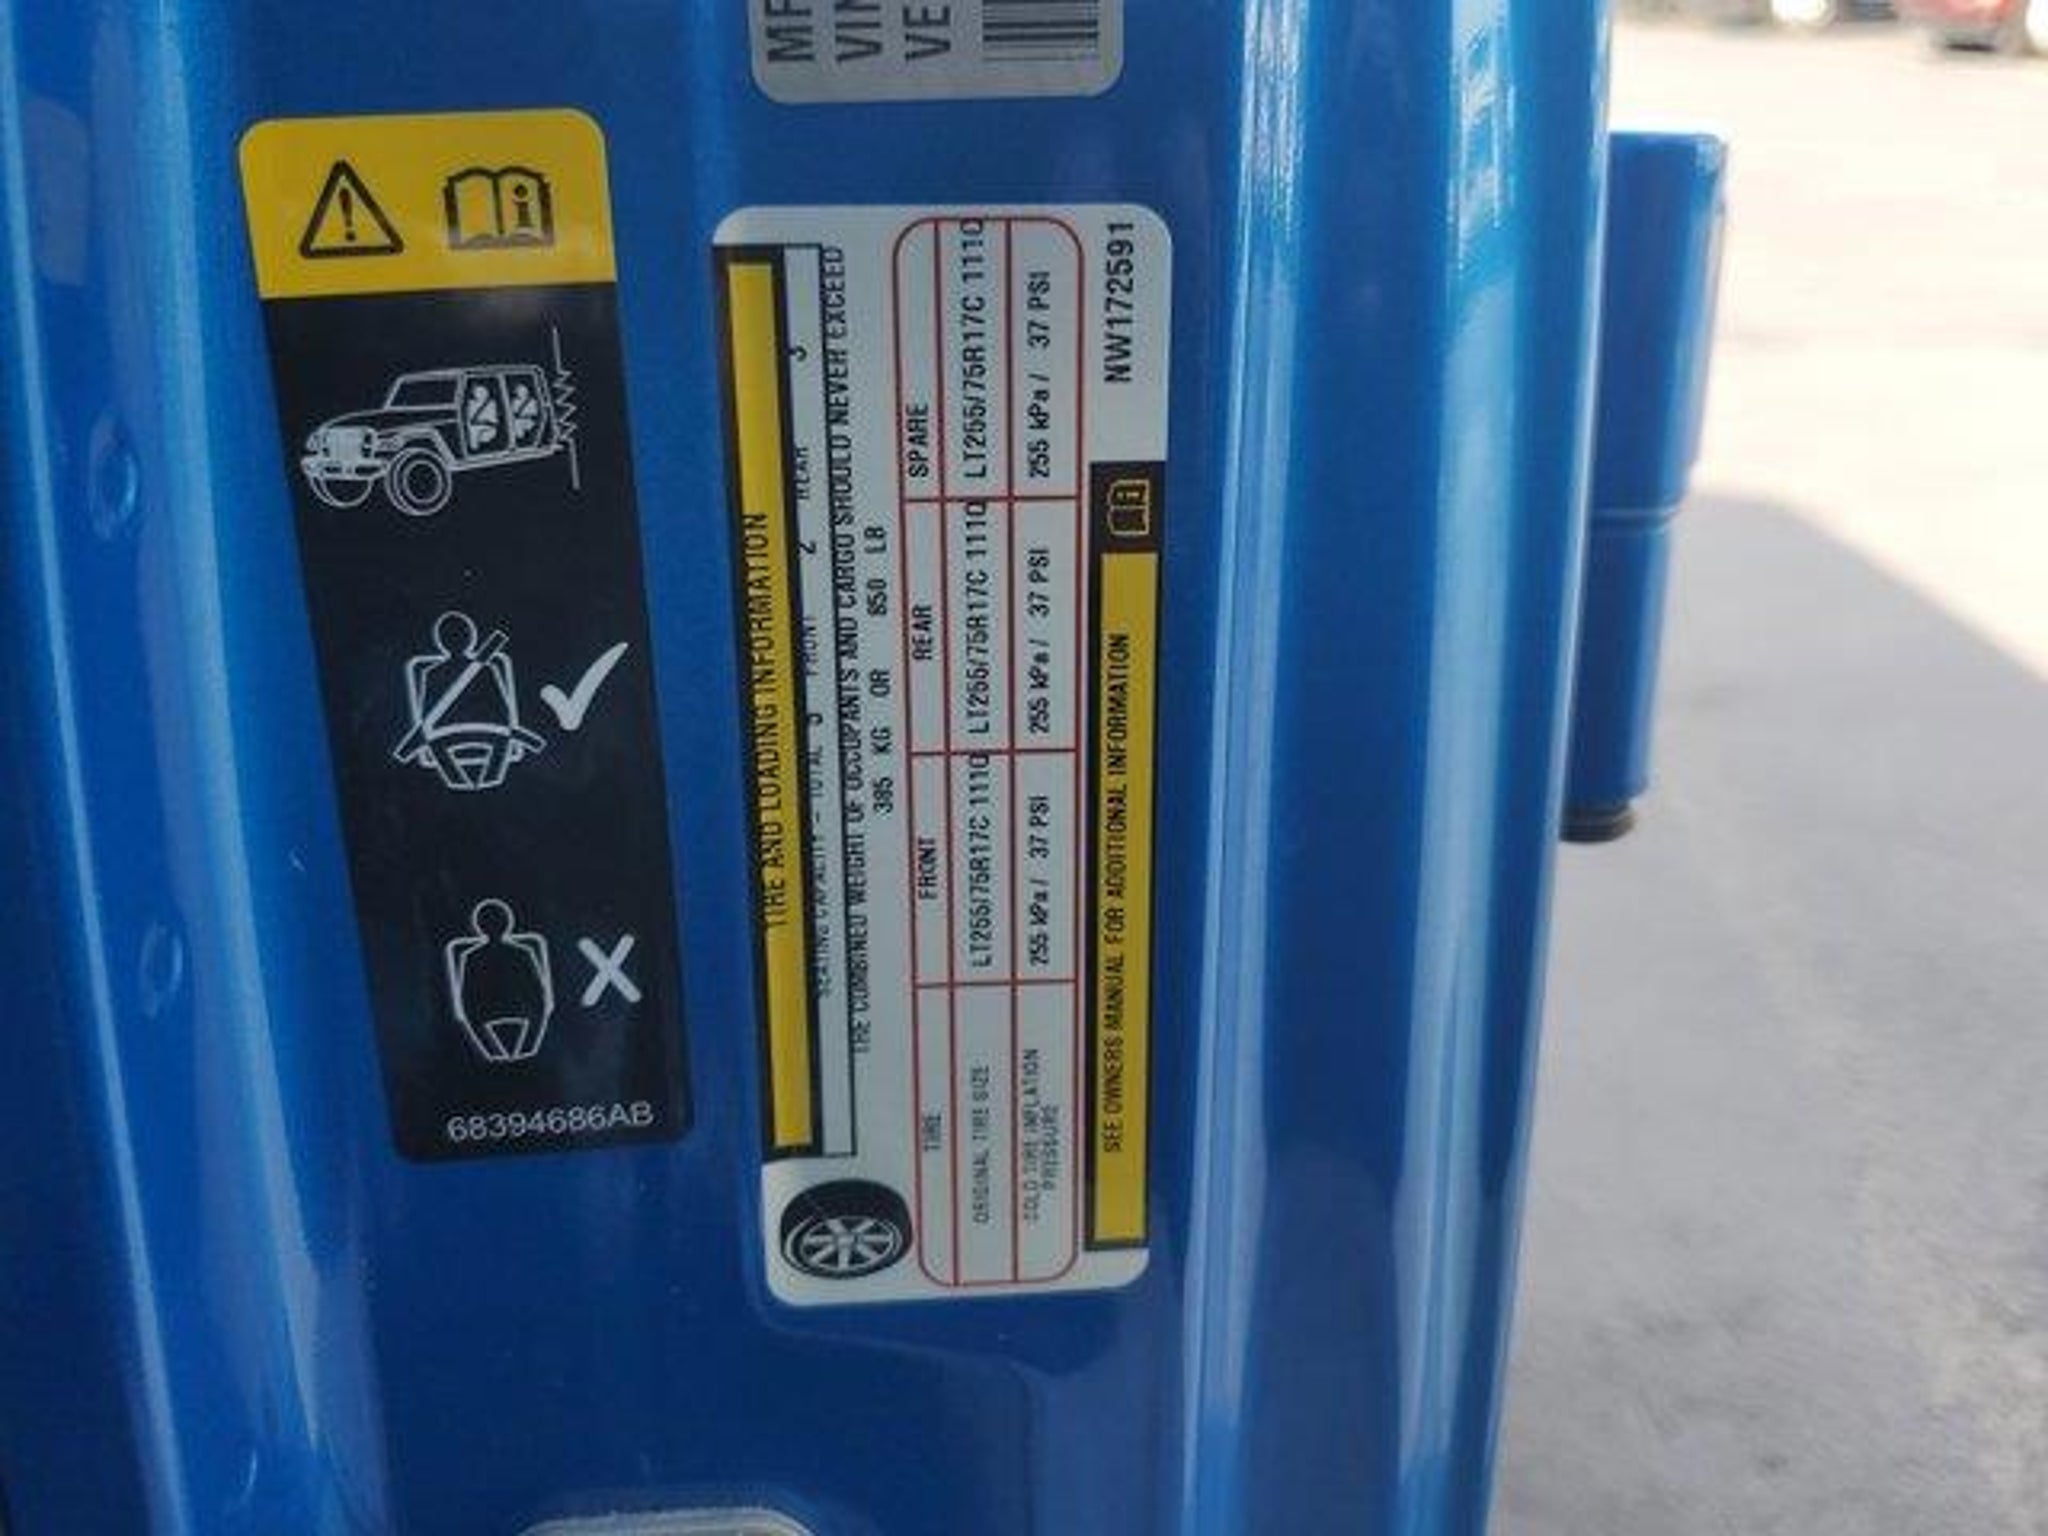 MF
VIN
VE
68394686AB
TIRE AND LOADING INFORMATION
SEATING CAPACITY - TOTAL 5 FRONT 2 REAR 3
THE COMBINED WEIGHT OF OCCUPANTS AND CARGO SHOULD NEVER EXCEED
385 KG OR 850 LB
TIRE FRONT REAR SPARE
ORIGINAL TIRE SIZE LT255/75R17C 111Q LT255/75R17C 111Q LT255/75R17C 111Q
COLD TIRE INFLATION
PRESSURE 255 kPa / 37 PSI 255 kPa / 37 PSI 255 kPa / 37 PSI
SEE OWNERS MANUAL FOR ADDITIONAL INFORMATION NW172591